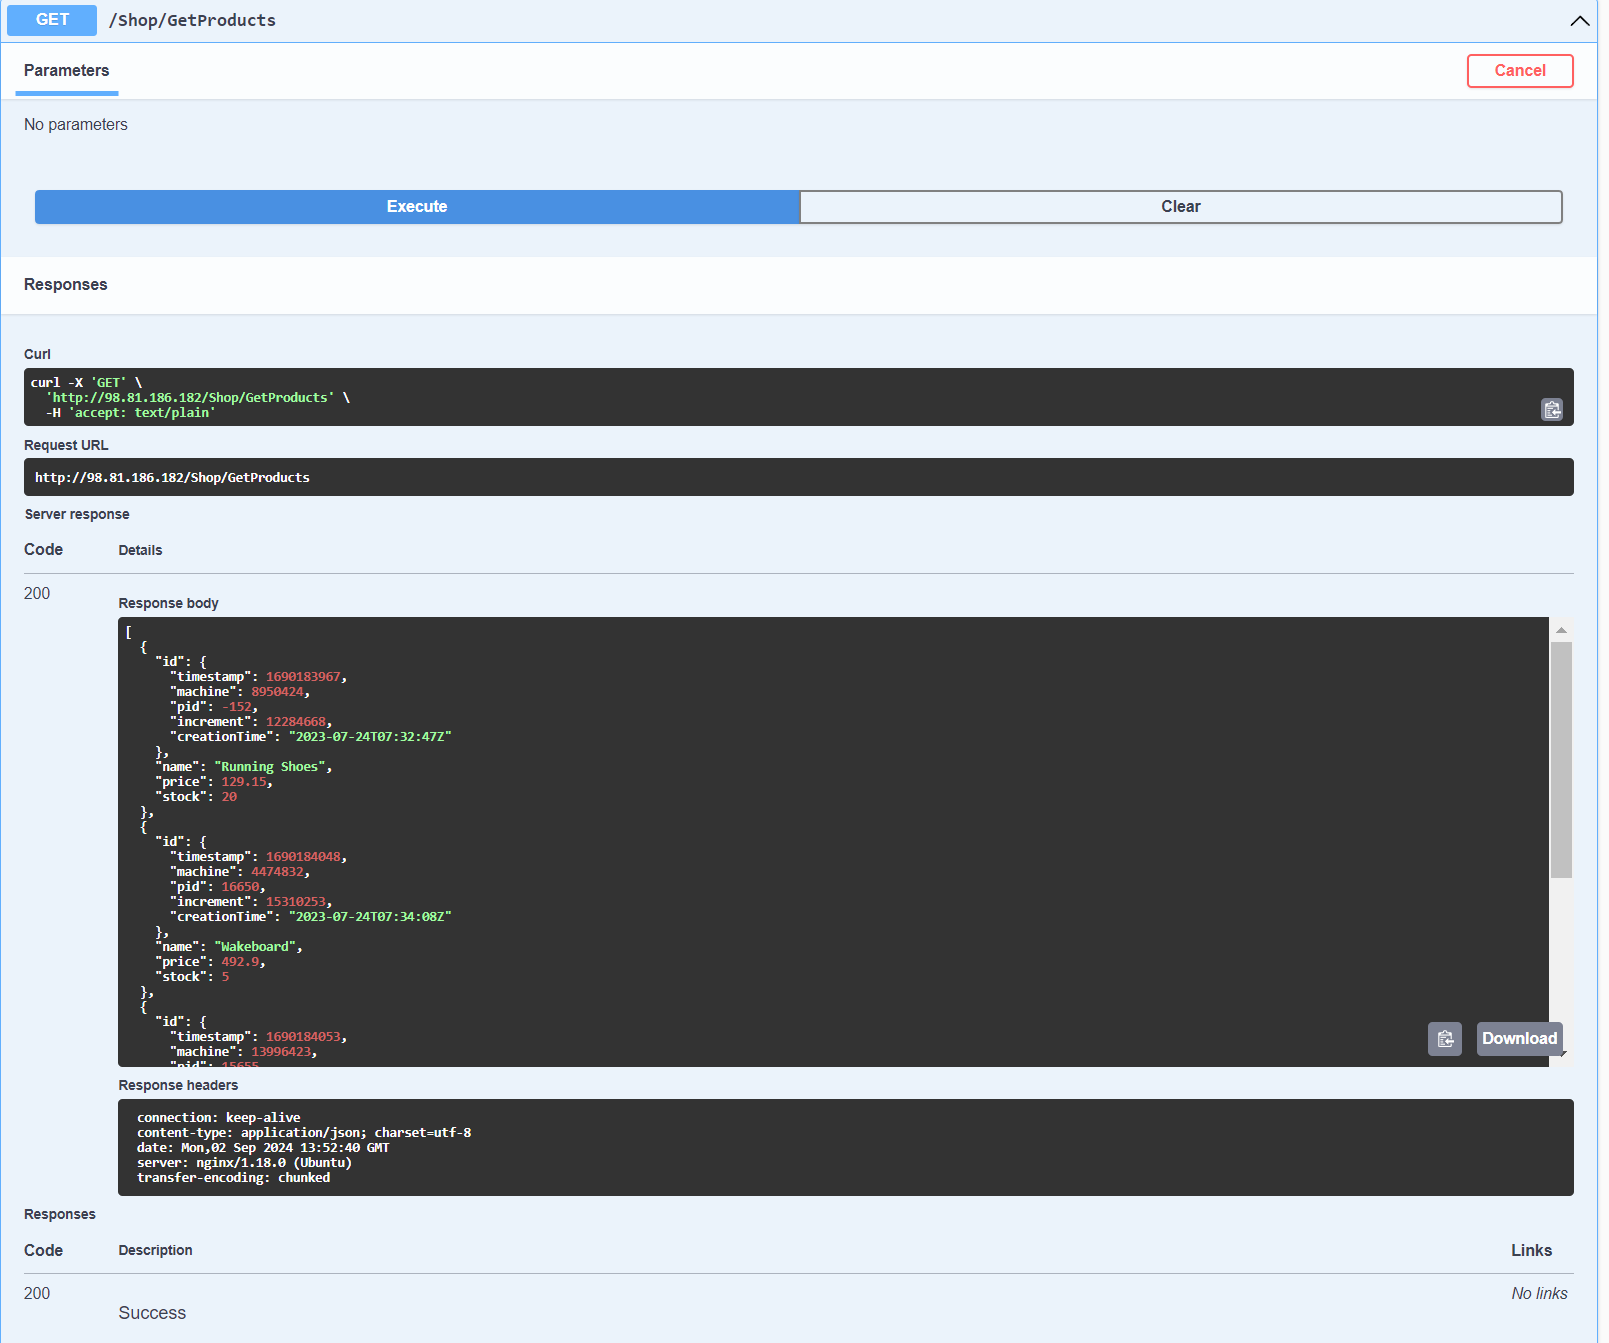 GET /Shop/GetProducts
Parameters
Cancel
No parameters
Execute
Clear
Responses
Curl
curl -X 'GET' \
  'http://98.81.186.182/Shop/GetProducts' \
  -H 'accept: text/plain'
Request URL
http://98.81.186.182/Shop/GetProducts
Server response
Code Details
200
Response body
[
  {
    "id": {
      "timestamp": 1690183967,
      "machine": 8950424,
      "pid": -152,
      "increment": 12284668,
      "creationTime": "2023-07-24T07:32:47Z"
    },
    "name": "Running Shoes",
    "price": 129.15,
    "stock": 20
  },
  {
    "id": {
      "timestamp": 1690184048,
      "machine": 4474832,
      "pid": 16650,
      "increment": 15310253,
      "creationTime": "2023-07-24T07:34:08Z"
    },
    "name": "Wakeboard",
    "price": 492.9,
    "stock": 5
  },
  {
    "id": {
      "timestamp": 1690184053,
      "machine": 13996423,
      "pid": 15655
Download
Response headers
connection: keep-alive
content-type: application/json; charset=utf-8
date: Mon,02 Sep 2024 13:52:40 GMT
server: nginx/1.18.0 (Ubuntu)
transfer-encoding: chunked
Responses
Code Description Links
200 No links
Success